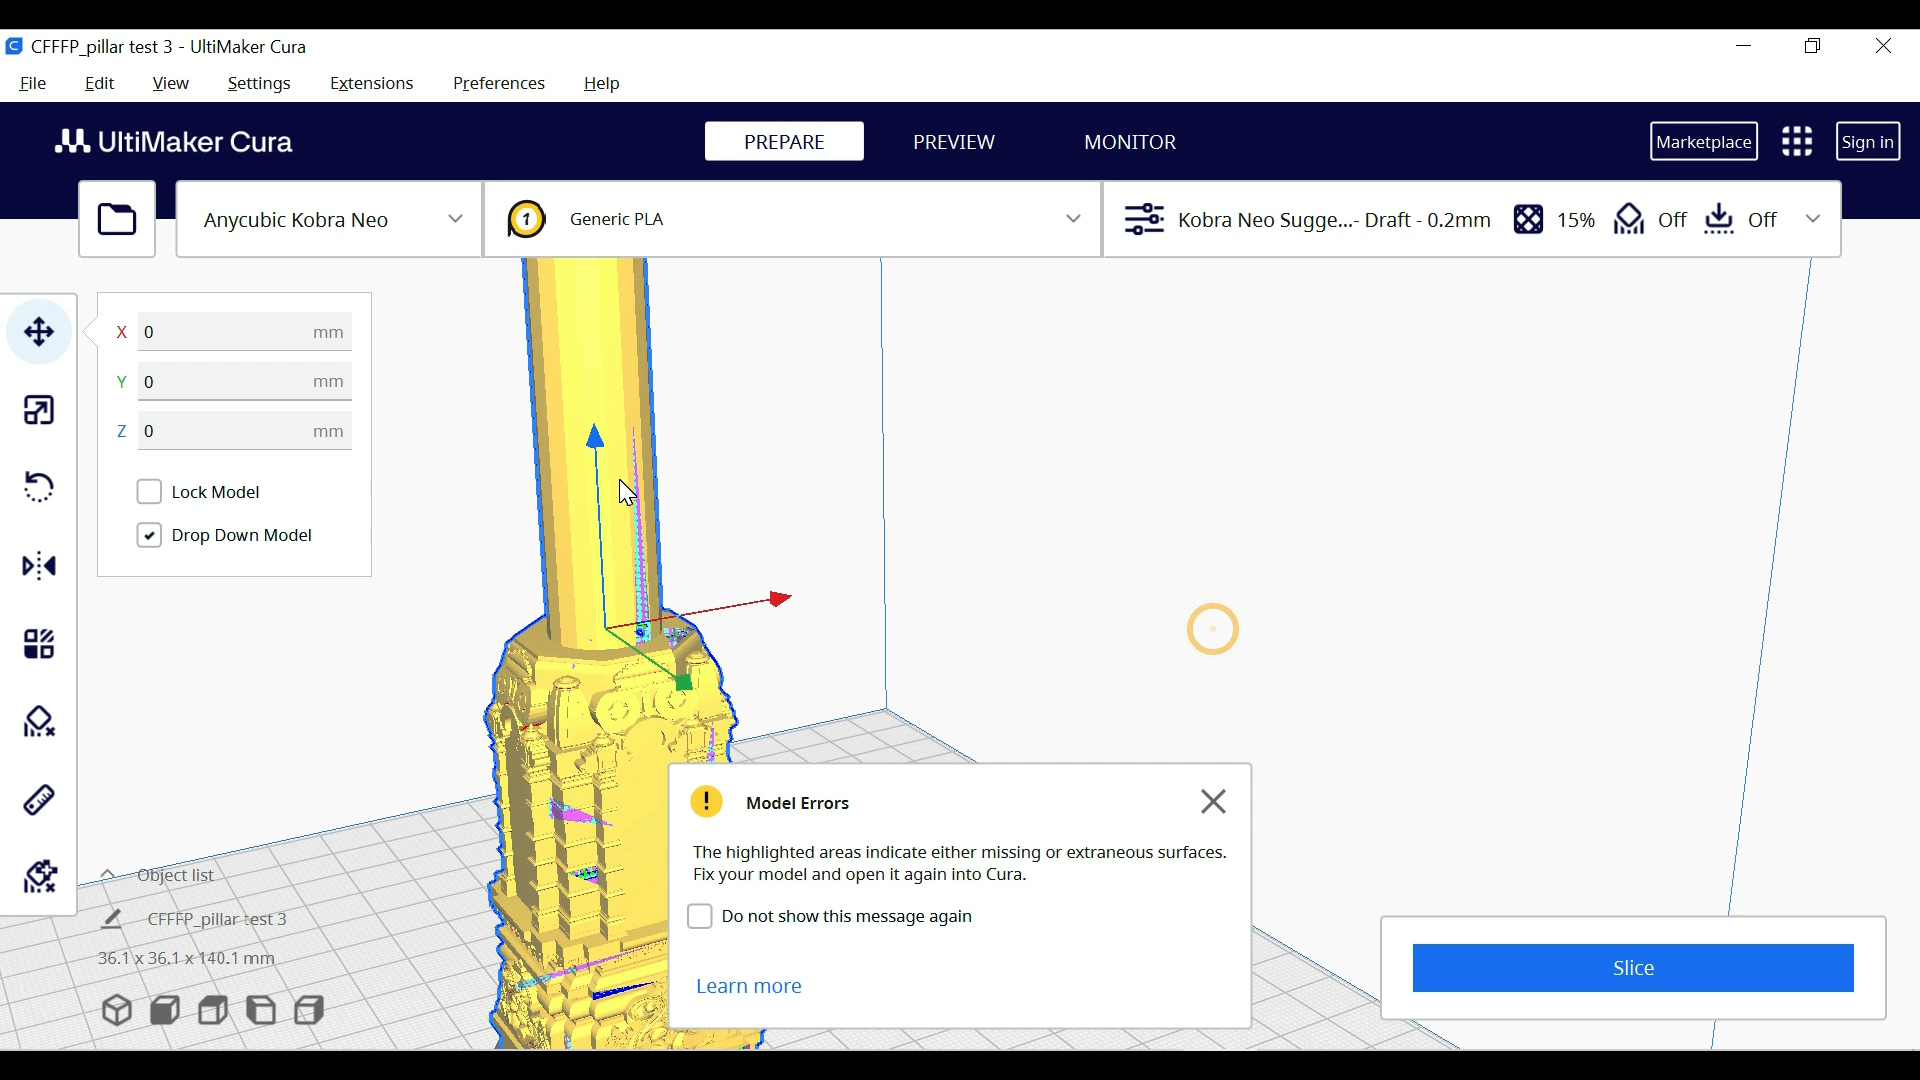 CFFFP_pillar test 3 - UltiMaker Cura
File Edit View Settings Extensions Preferences Help
UltiMaker Cura
PREPARE PREVIEW MONITOR
Marketplace Sign in
Anycubic Kobra Neo
1 Generic PLA
Kobra Neo Sugge...- Draft - 0.2mm 15% Off Off
X 0 mm
Y 0 mm
Z 0 mm
Lock Model
Drop Down Model
Object list
CFFFP_pillar test 3
36.1 x 36.1 x 140.1 mm
! Model Errors
The highlighted areas indicate either missing or extraneous surfaces.
Fix your model and open it again into Cura.
Do not show this message again
Learn more
Slice